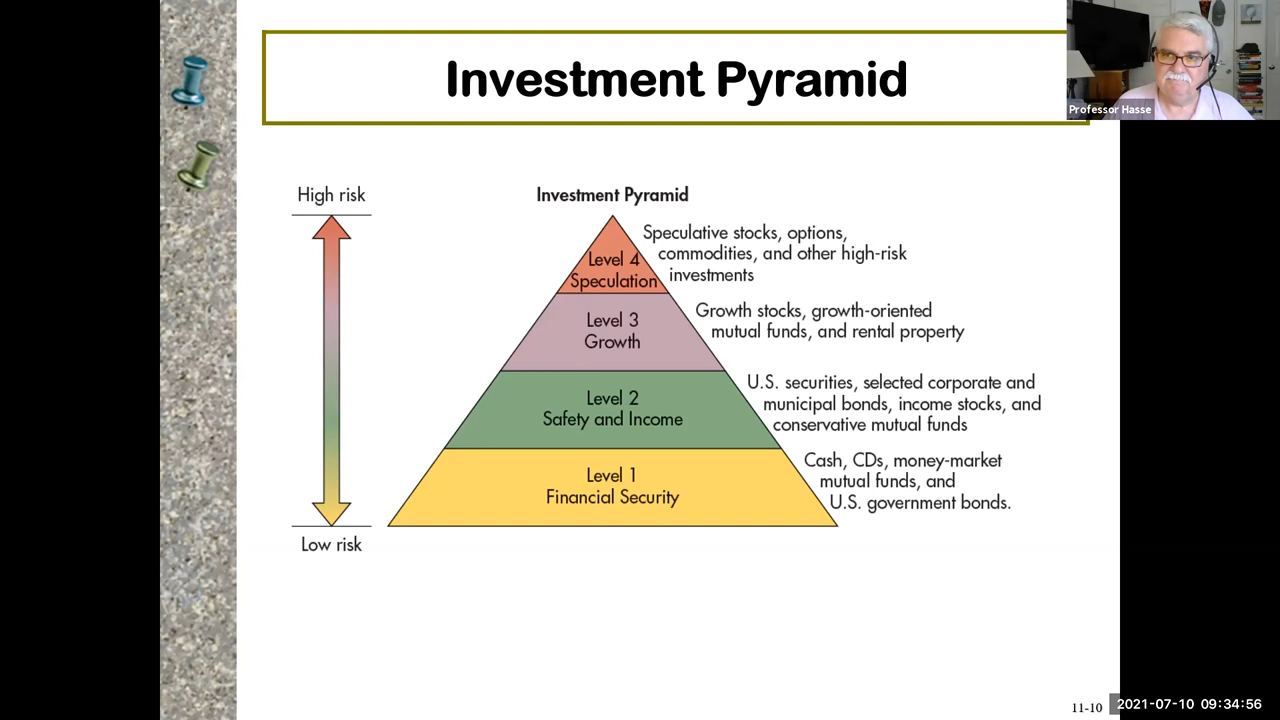 Investment Pyramid
Professor Hasse
High risk
Investment Pyramid
Speculative stocks, options,
commodities, and other high-risk
investments
Level 4
Speculation
Growth stocks, growth-oriented
mutual funds, and rental property
Level 3
Growth
U.S. securities, selected corporate and
municipal bonds, income stocks, and
conservative mutual funds
Level 2
Safety and Income
Cash, CDs, money-market
mutual funds, and
U.S. government bonds.
Level 1
Financial Security
Low risk
11-10
2021-07-10 09:34:56